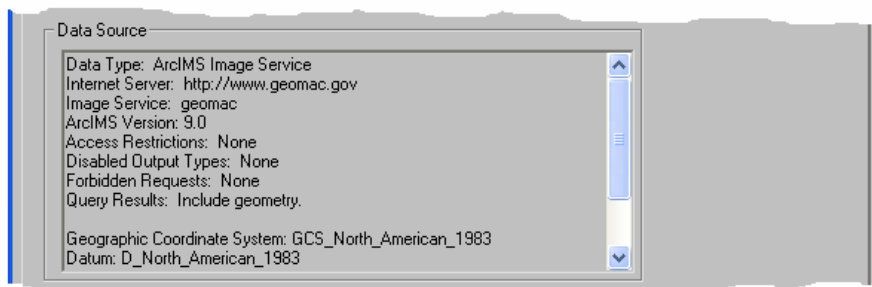 Data Source
Data Type: ArcIMS Image Service
Internet Server: http://www.geomac.gov
Image Service: geomac
ArcIMS Version: 9.0
Access Restrictions: None
Disabled Output Types: None
Forbidden Requests: None
Query Results: Include geometry.
Geographic Coordinate System: GCS_North_American_1983
Datum: D_North_American_1983